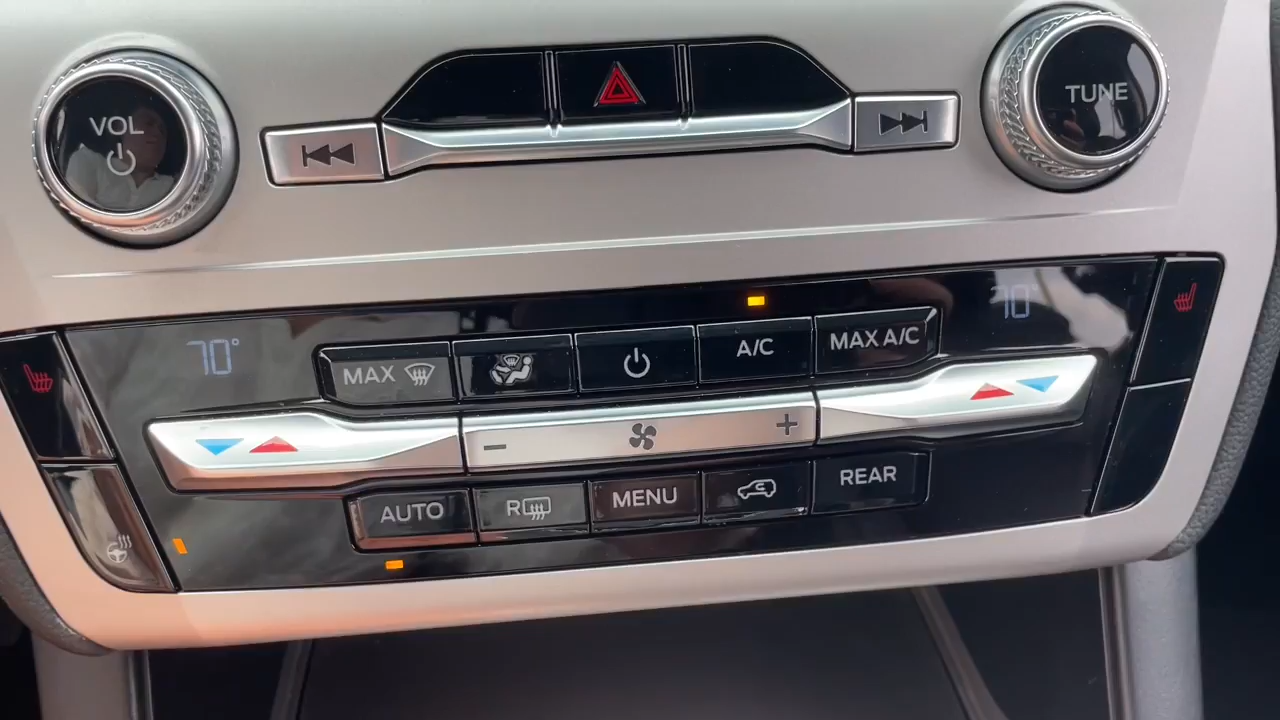 VOL
TUNE
70°
70°
MAX
A/C
MAX A/C
- +
AUTO
R
MENU
REAR